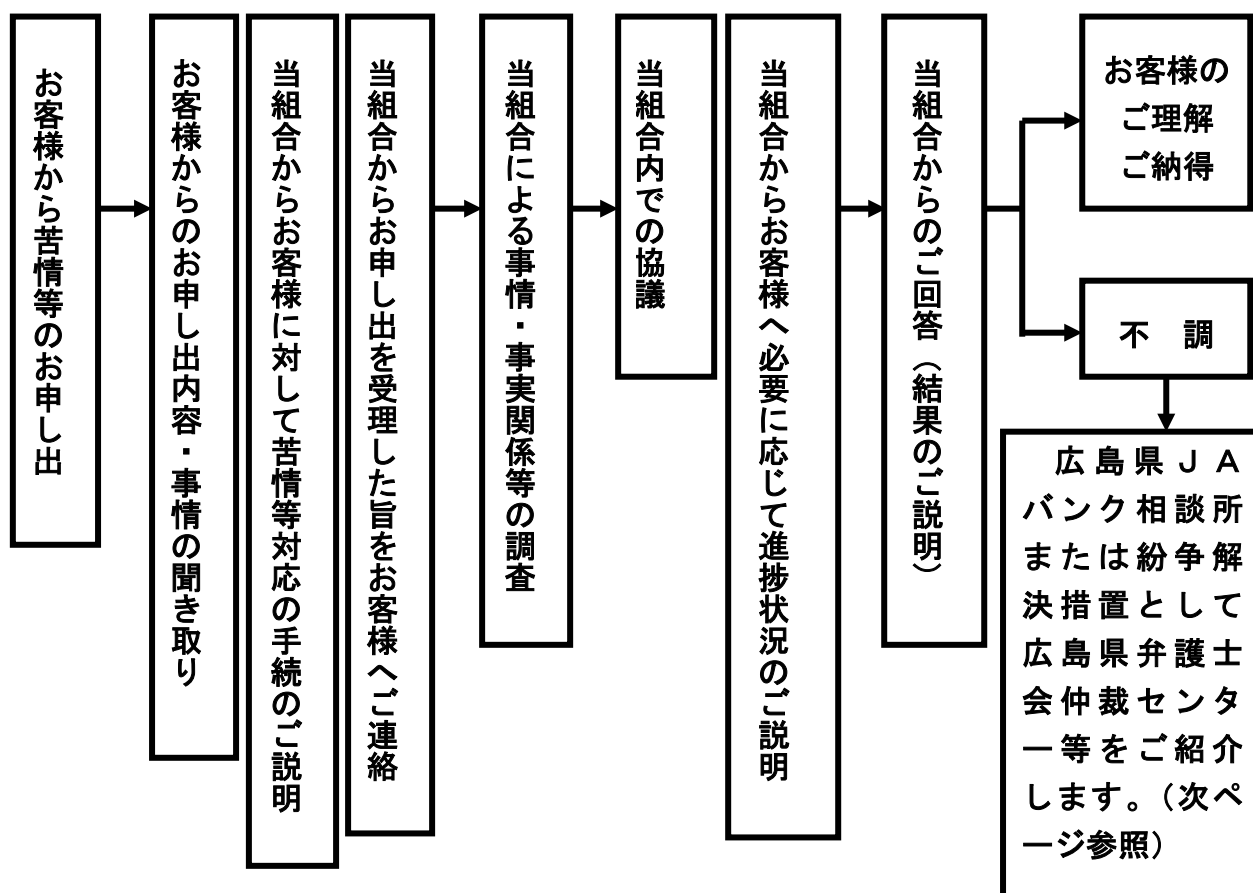 お客様から苦情等のお申し出
お客様からのお申し出内容・事情の聞き取り
当組合からお客様に対して苦情等対応の手続のご説明
当組合からお申し出を受理した旨をお客様へご連絡
当組合による事情・事実関係等の調査
当組合内での協議
当組合からお客様へ必要に応じて進捗状況のご説明
当組合からのご回答（結果のご説明）
お客様の
ご理解
ご納得
不　調
広島県ＪＡ
バンク相談所
または紛争解
決措置として
広島県弁護士
会仲裁センタ
ー等をご紹介
します。（次ペ
ージ参照）